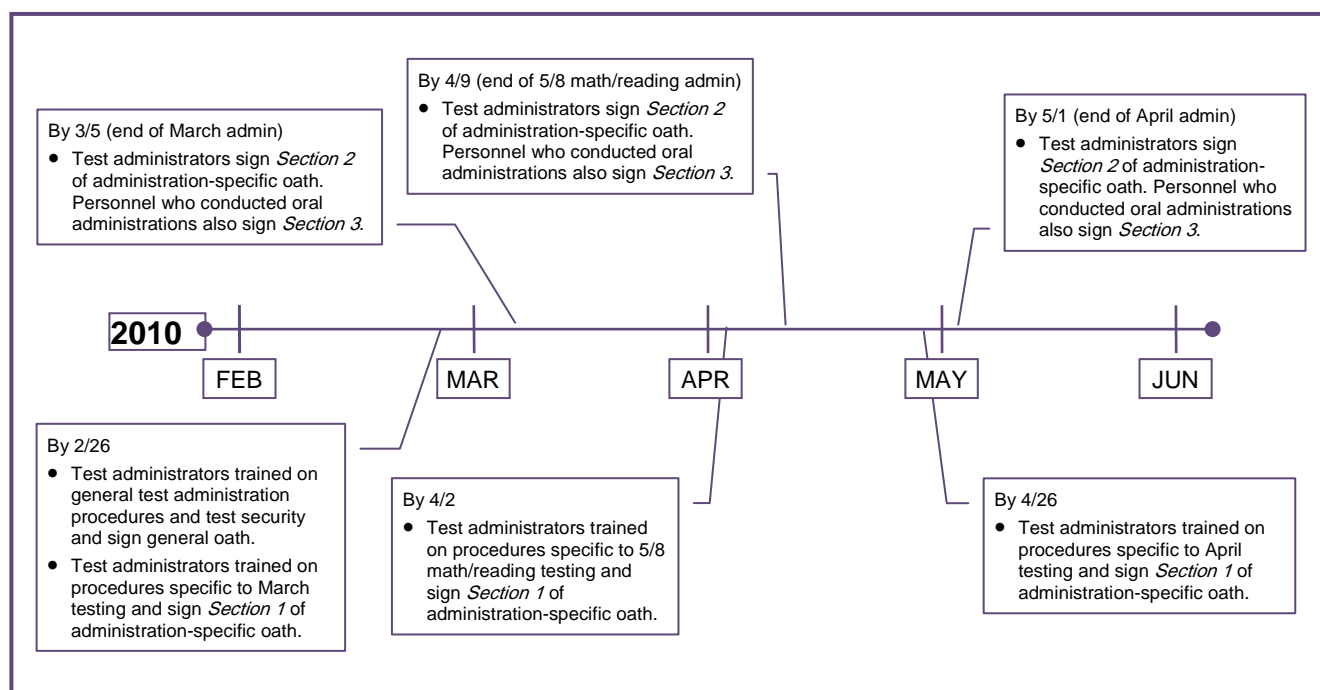 By 3/5 (end of March admin)
• Test administrators sign Section 2
of administration-specific oath.
Personnel who conducted oral
administrations also sign Section 3.
By 4/9 (end of 5/8 math/reading admin)
• Test administrators sign Section 2
of administration-specific oath.
Personnel who conducted oral
administrations also sign Section 3.
By 5/1 (end of April admin)
• Test administrators sign
Section 2 of administration-
specific oath. Personnel who
conducted oral administrations
also sign Section 3.
2010
FEB
MAR
APR
MAY
JUN
By 2/26
• Test administrators trained on
general test administration
procedures and test security
and sign general oath.
• Test administrators trained on
procedures specific to March
testing and sign Section 1 of
administration-specific oath.
By 4/2
• Test administrators trained
on procedures specific to 5/8
math/reading testing and
sign Section 1 of
administration-specific oath.
By 4/26
• Test administrators trained on
procedures specific to April
testing and sign Section 1 of
administration-specific oath.